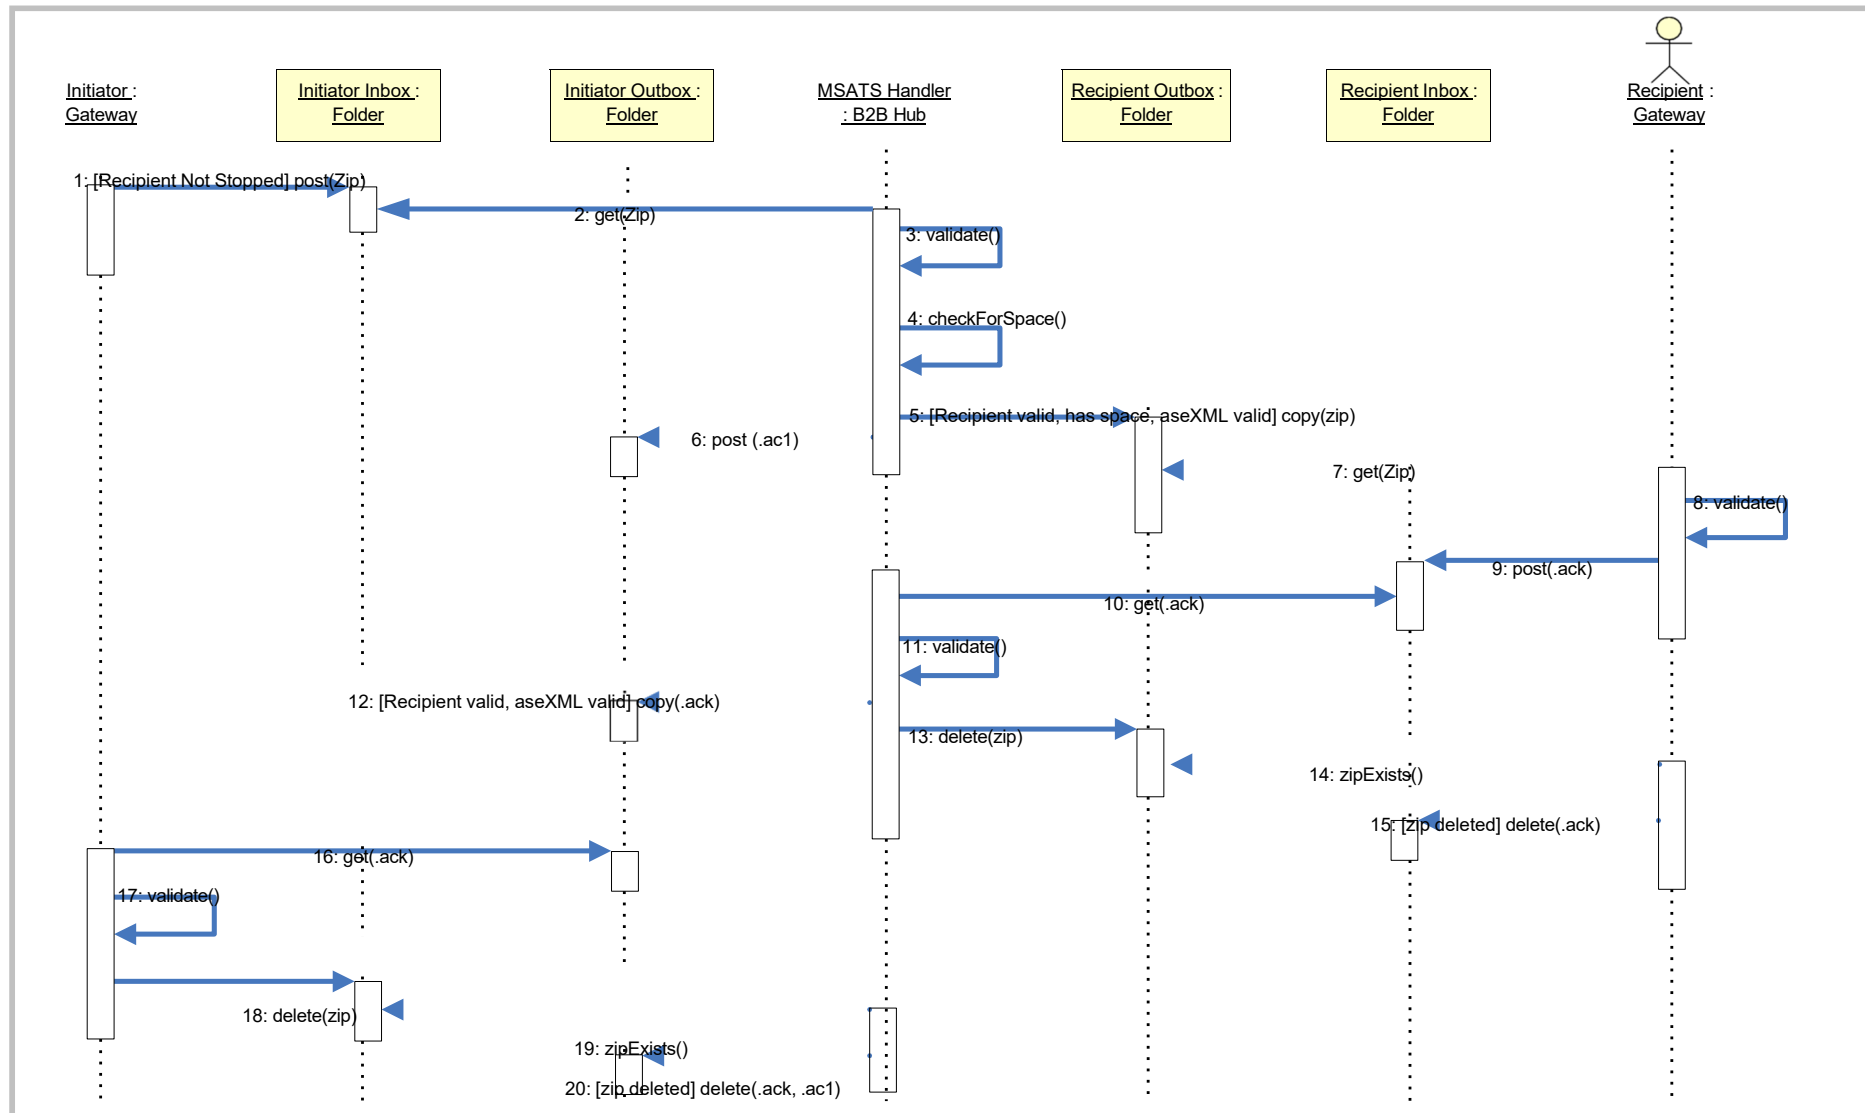 Initiator :
Gateway
Initiator Inbox :
Folder
Initiator Outbox :
Folder
MSATS Handler
: B2B Hub
Recipient Outbox :
Folder
Recipient Inbox :
Folder
Recipient :
Gateway
1: [Recipient Not Stopped] post(Zip)
2: get(Zip)
3: validate()
4: checkForSpace()
5: [Recipient valid, has space, aseXML valid] copy(zip)
6: post (.ac1)
7: get(Zip)
8: validate()
9: post(.ack)
10: get(.ack)
11: validate()
12: [Recipient valid, aseXML valid] copy(.ack)
13: delete(zip)
14: zipExists()
15: [zip deleted] delete(.ack)
16: get(.ack)
17: validate()
18: delete(zip)
19: zipExists()
20: [zip deleted] delete(.ack, .ac1)